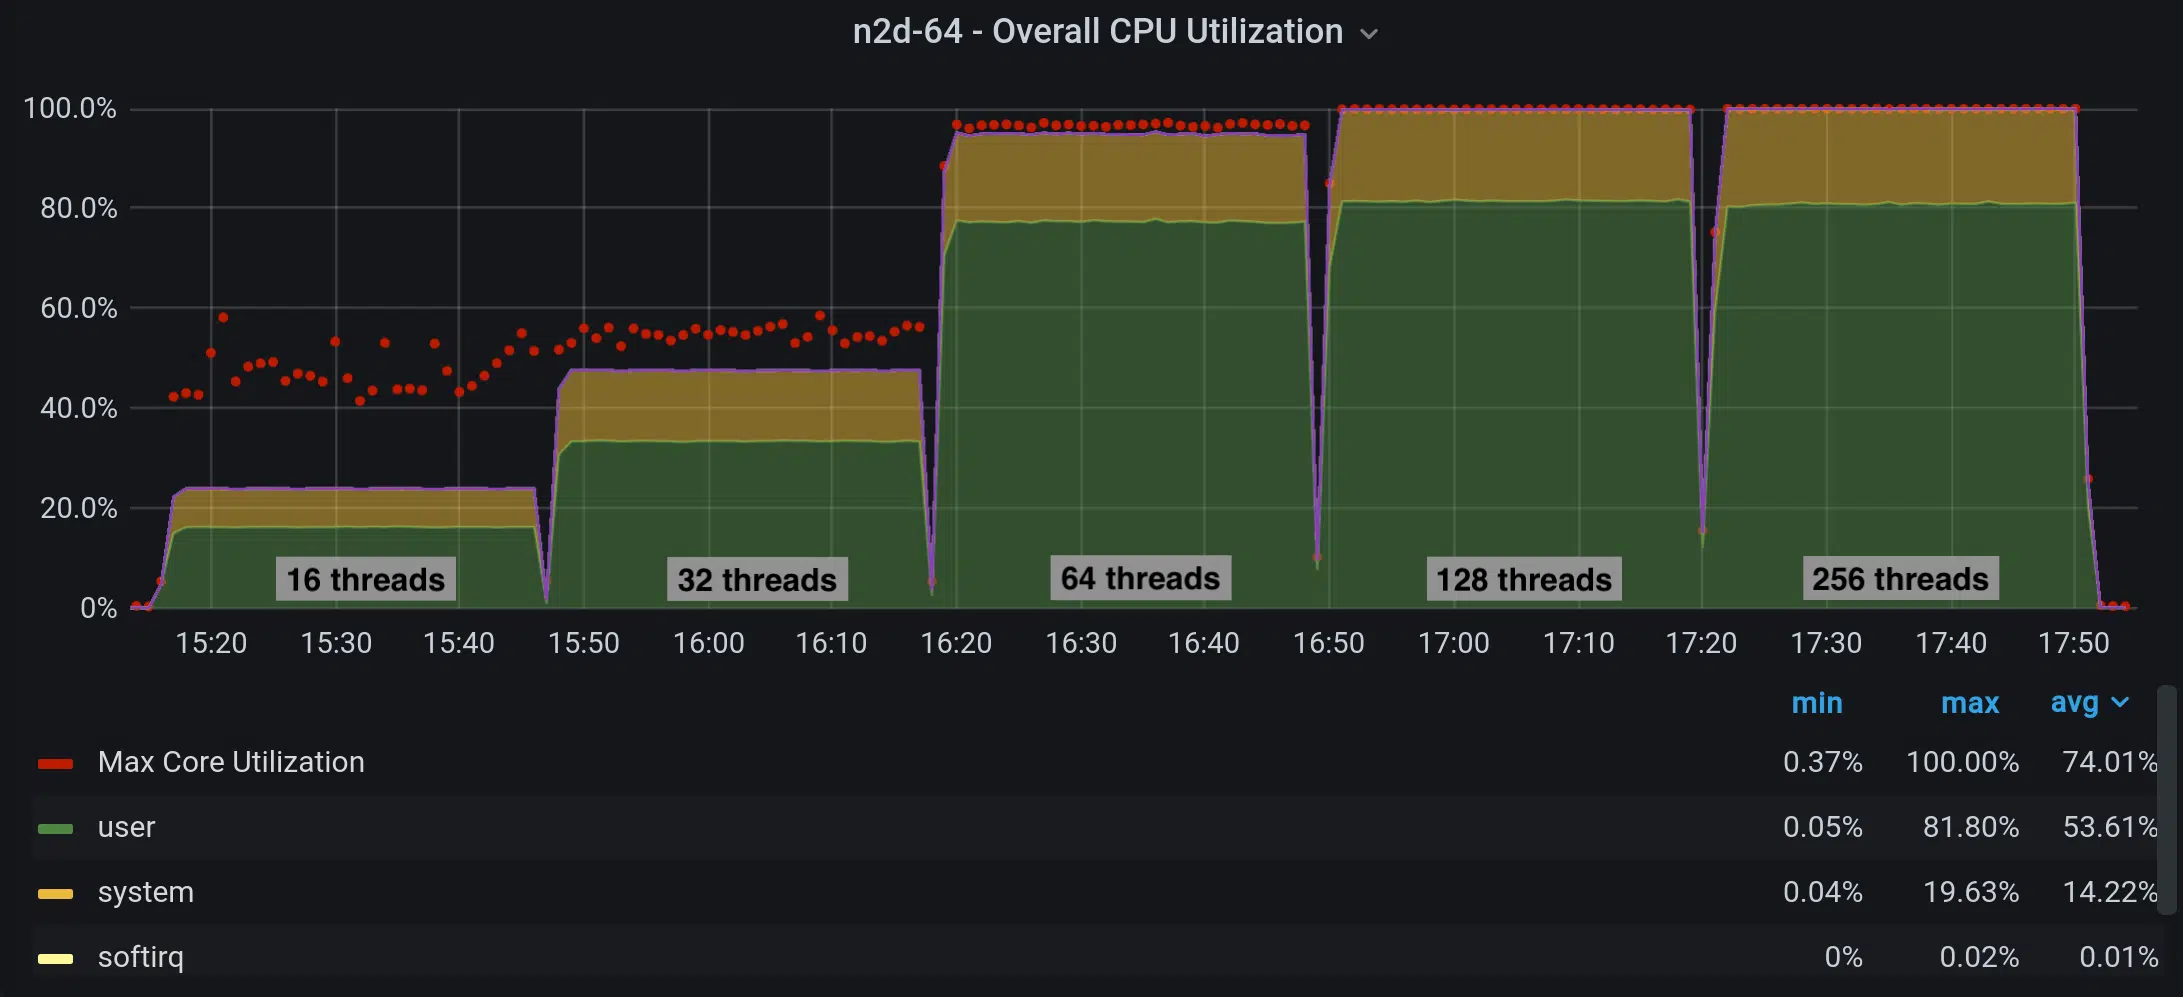 n2d-64 - Overall CPU Utilization
100.0%
80.0%
60.0%
40.0%
20.0%
0%
16 threads 32 threads 64 threads 128 threads 256 threads
15:20 15:30 15:40 15:50 16:00 16:10 16:20 16:30 16:40 16:50 17:00 17:10 17:20 17:30 17:40 17:50
min max avg
Max Core Utilization 0.37% 100.00% 74.01%
user 0.05% 81.80% 53.61%
system 0.04% 19.63% 14.22%
softirq 0% 0.02% 0.01%